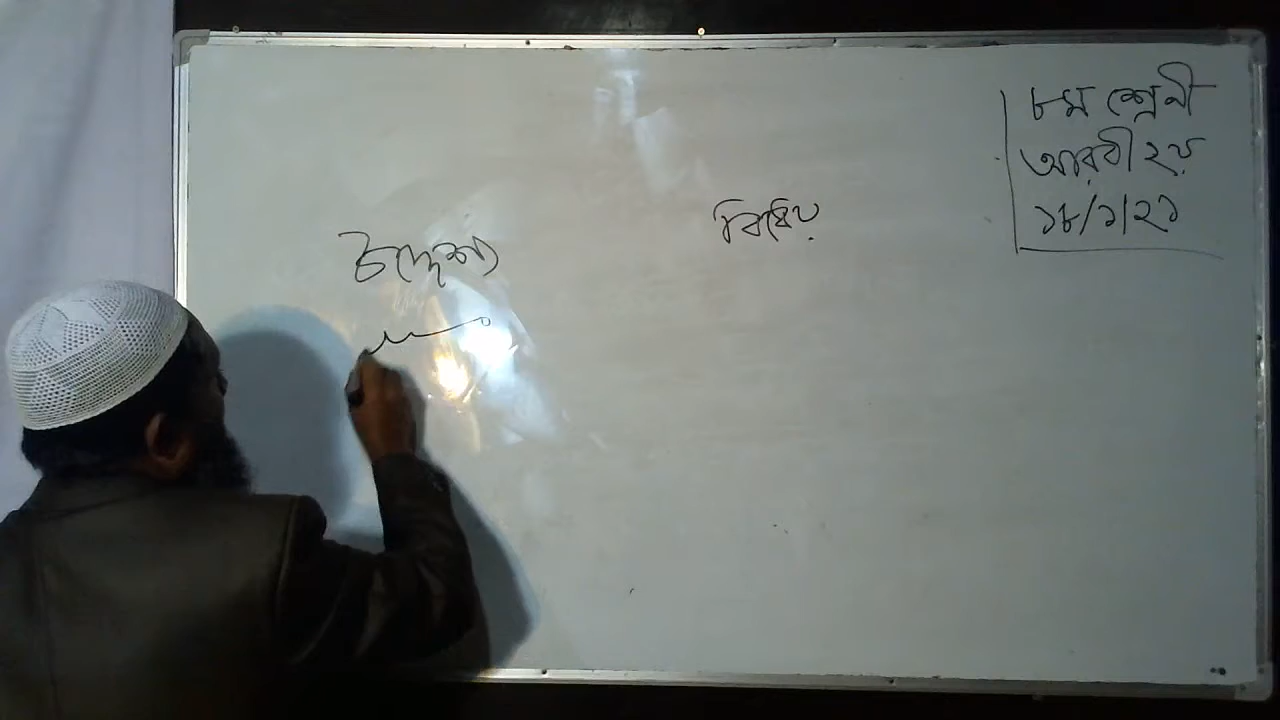 ৮ম শ্রেনী
আরবী ২য়
১৮/১/২১
উদ্দেশ্য
বিধেয়